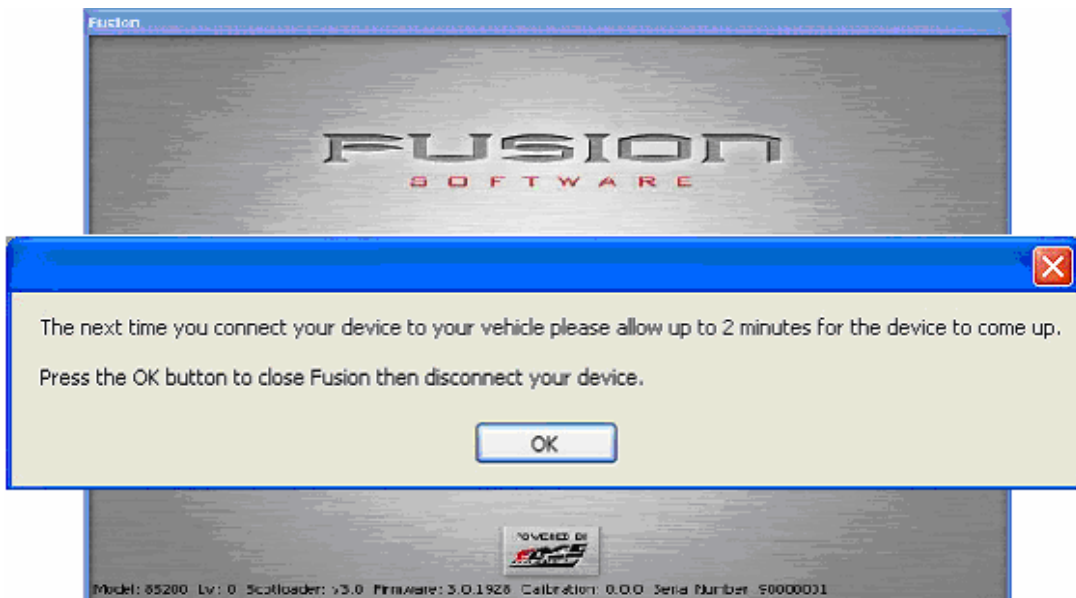 Fusion
FUSION
SOFTWARE
The next time you connect your device to your vehicle please allow up to 2 minutes for the device to come up.
Press the OK button to close Fusion then disconnect your device.
OK
POWERED BY
EDGE
Model: 85200 Lv: 0 Bootloader: v3.0 Firmware: 3.0.1928 Calibration: 0.0.0 Serial Number